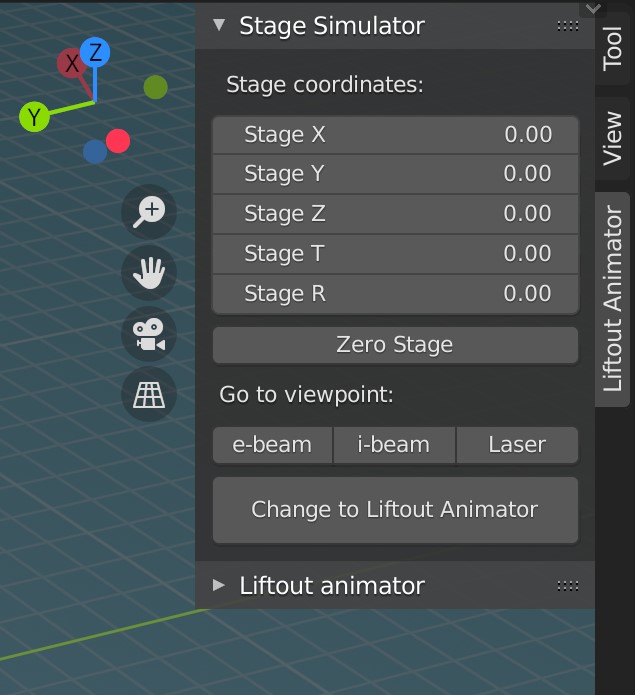 Stage Simulator
X
Z
Y
Stage coordinates:
Stage X 0.00
Stage Y 0.00
Stage Z 0.00
Stage T 0.00
Stage R 0.00
Zero Stage
Go to viewpoint:
e-beam i-beam Laser
Change to Liftout Animator
Liftout animator
Tool
View
Liftout Animator